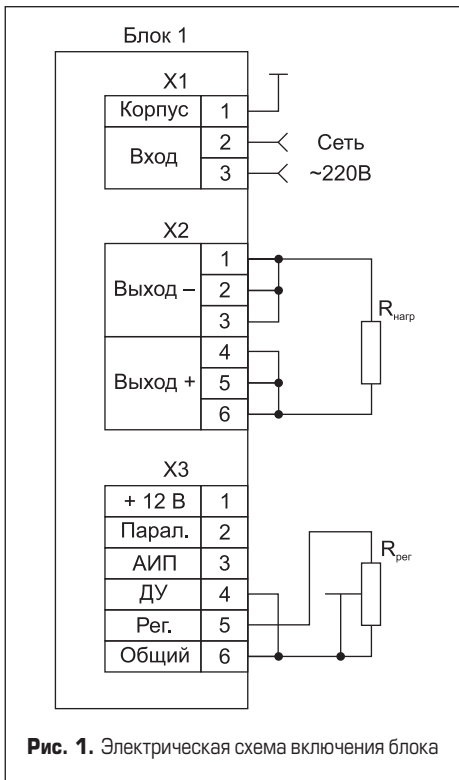 Блок 1
X1
Корпус 1
Вход 2 Сеть
3 ~220В
X2
Выход – 1
2
3
Rнагр
Выход + 4
5
6
X3
+ 12 В 1
Парал. 2
АИП 3
Rрег
ДУ 4
Рег. 5
Общий 6
Рис. 1. Электрическая схема включения блока